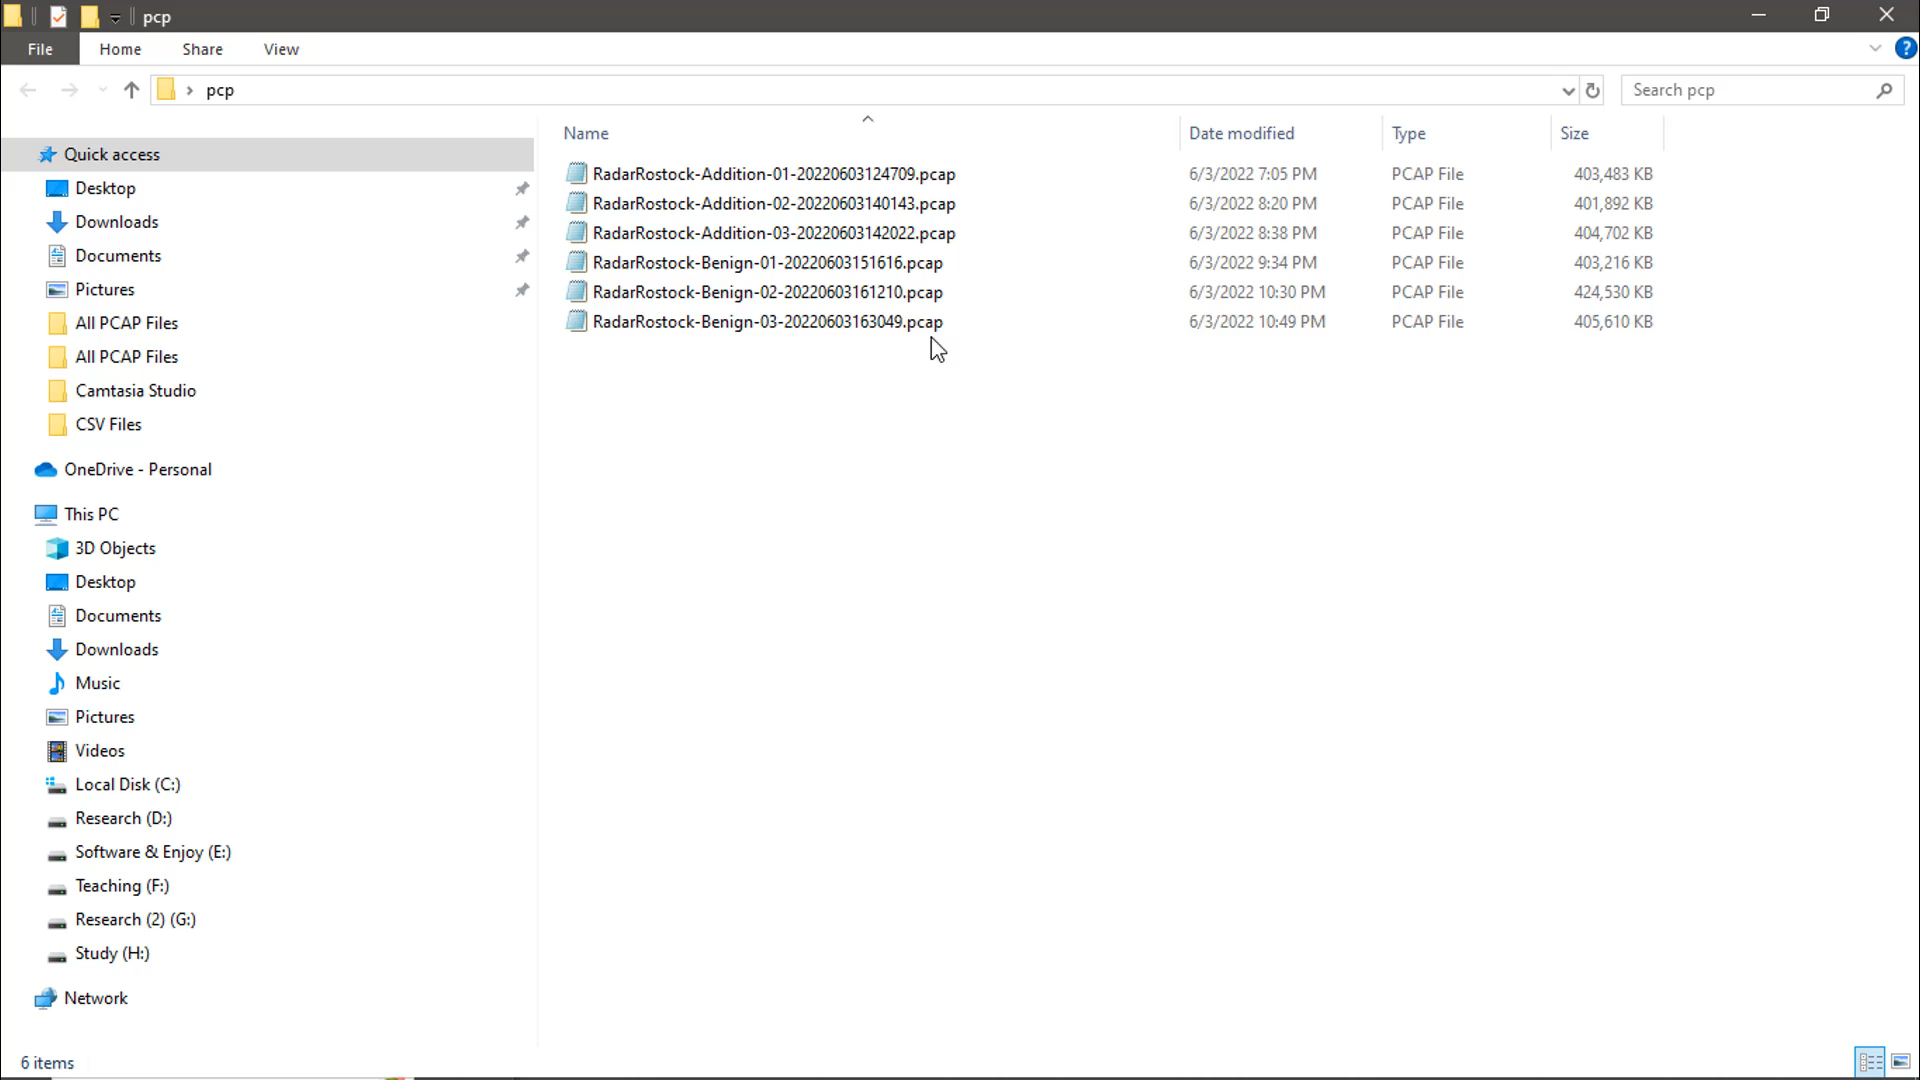 pcp
File Home Share View ?
pcp Search pcp
Name Date modified Type Size
Quick access
Desktop
Downloads
Documents
Pictures
All PCAP Files
All PCAP Files
Camtasia Studio
CSV Files
OneDrive - Personal
This PC
3D Objects
Desktop
Documents
Downloads
Music
Pictures
Videos
Local Disk (C:)
Research (D:)
Software & Enjoy (E:)
Teaching (F:)
Research (2) (G:)
Study (H:)
Network
RadarRostock-Addition-01-20220603124709.pcap 6/3/2022 7:05 PM PCAP File 403,483 KB
RadarRostock-Addition-02-20220603140143.pcap 6/3/2022 8:20 PM PCAP File 401,892 KB
RadarRostock-Addition-03-20220603142022.pcap 6/3/2022 8:38 PM PCAP File 404,702 KB
RadarRostock-Benign-01-20220603151616.pcap 6/3/2022 9:34 PM PCAP File 403,216 KB
RadarRostock-Benign-02-20220603161210.pcap 6/3/2022 10:30 PM PCAP File 424,530 KB
RadarRostock-Benign-03-20220603163049.pcap 6/3/2022 10:49 PM PCAP File 405,610 KB
6 items